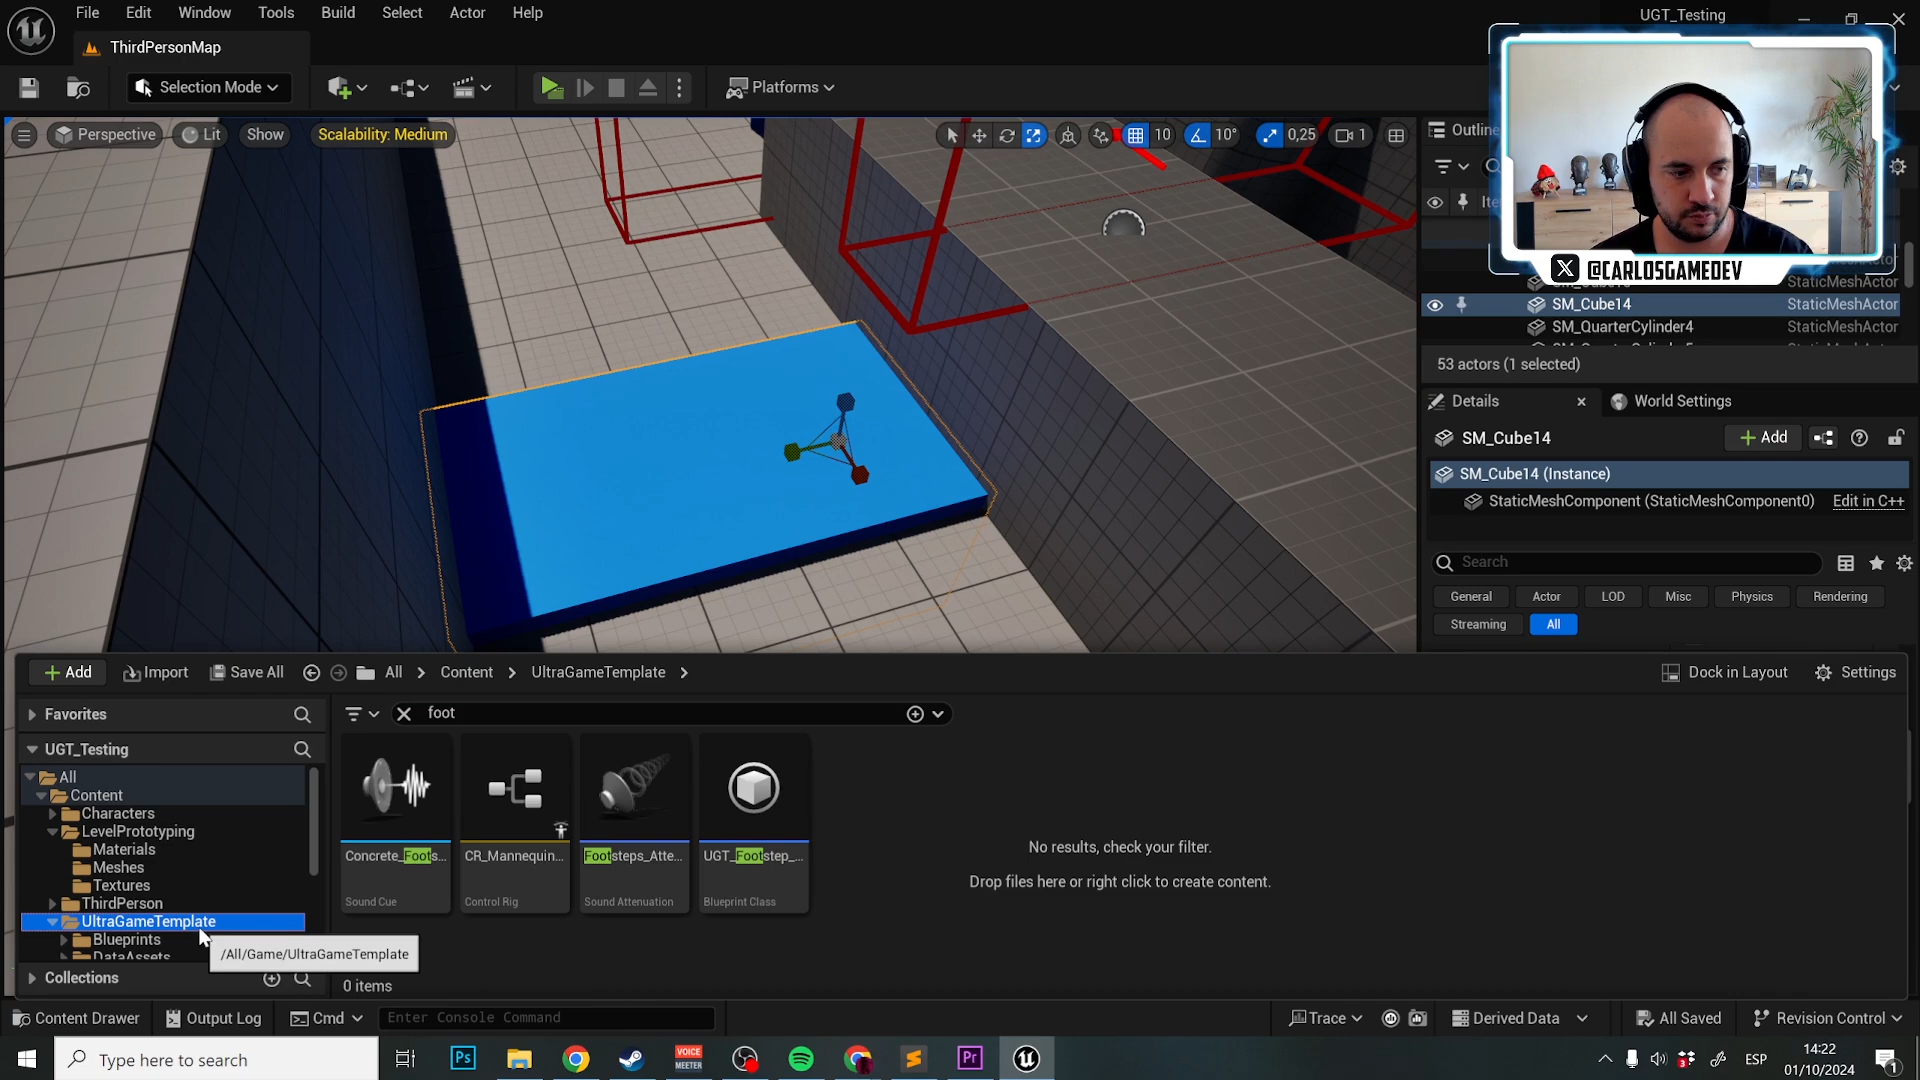 File Edit Window Tools Build Select Actor Help
UGT_Testing
ThirdPersonMap
Selection Mode
Platforms
Perspective
Lit
Show
Scalability: Medium
10
10°
0,25
1
@CARLOSGAMEDEV
StaticMeshActor
SM_Cube14 StaticMeshActor
SM_QuarterCylinder4 StaticMeshActor
53 actors (1 selected)
Details
World Settings
SM_Cube14
Add
SM_Cube14 (Instance)
StaticMeshComponent (StaticMeshComponent0) Edit in C++
Search
General Actor LOD Misc Physics Rendering
Streaming All
Add Import Save All All Content UltraGameTemplate
Dock in Layout Settings
Favorites
foot
UGT_Testing
All
Content
Characters
LevelPrototyping
Materials
Meshes
Textures
ThirdPerson
UltraGameTemplate
Blueprints
DataAssets
Collections
/All/Game/UltraGameTemplate
Concrete_Foots...
Sound Cue
CR_Mannequin...
Control Rig
Footsteps_Atte...
Sound Attenuation
UGT_Footstep_...
Blueprint Class
No results, check your filter.
Drop files here or right click to create content.
0 items
Content Drawer Output Log Cmd Enter Console Command
Trace Derived Data All Saved Revision Control
Type here to search
Ps
VOICE
MEETER
Pr
ESP
14:22
01/10/2024
1